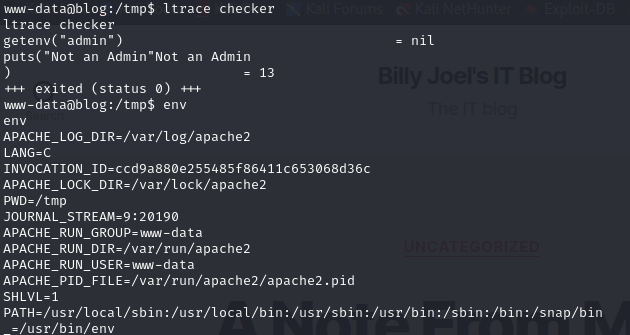 www-data@blog:/tmp$ ltrace checker
ltrace checker
getenv("admin")                                  = nil
puts("Not an Admin"Not an Admin
)                              = 13
+++ exited (status 0) +++
www-data@blog:/tmp$ env
env
APACHE_LOG_DIR=/var/log/apache2
LANG=C
INVOCATION_ID=ccd9a880e255485f86411c653068d36c
APACHE_LOCK_DIR=/var/lock/apache2
PWD=/tmp
JOURNAL_STREAM=9:20190
APACHE_RUN_GROUP=www-data
APACHE_RUN_DIR=/var/run/apache2
APACHE_RUN_USER=www-data
APACHE_PID_FILE=/var/run/apache2/apache2.pid
SHLVL=1
PATH=/usr/local/sbin:/usr/local/bin:/usr/sbin:/usr/bin:/sbin:/bin:/snap/bin
_=/usr/bin/env
Kali Forums
Kali NetHunter
Exploit-DB
Billy Joel's IT Blog
The IT blog
UNCATEGORIZED
A Note From